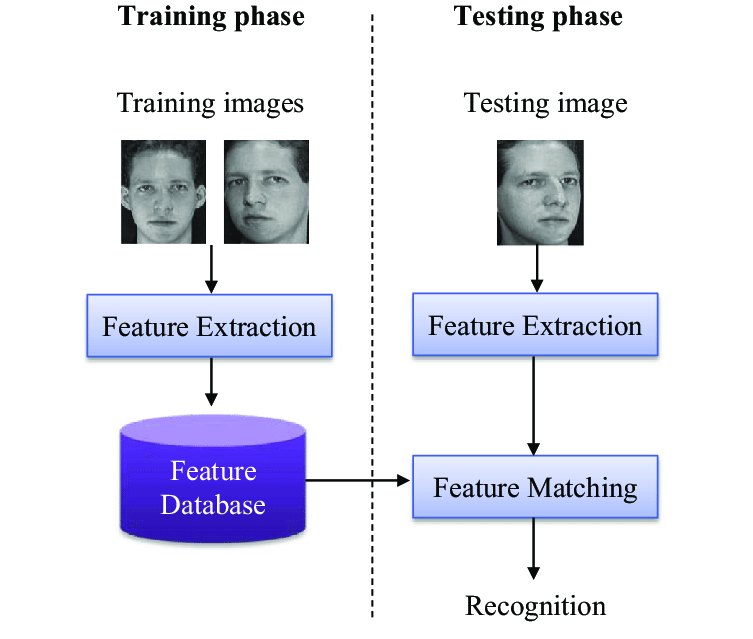 Training phase
Testing phase
Training images
Testing image
Feature Extraction
Feature Extraction
Feature
Database
Feature Matching
Recognition